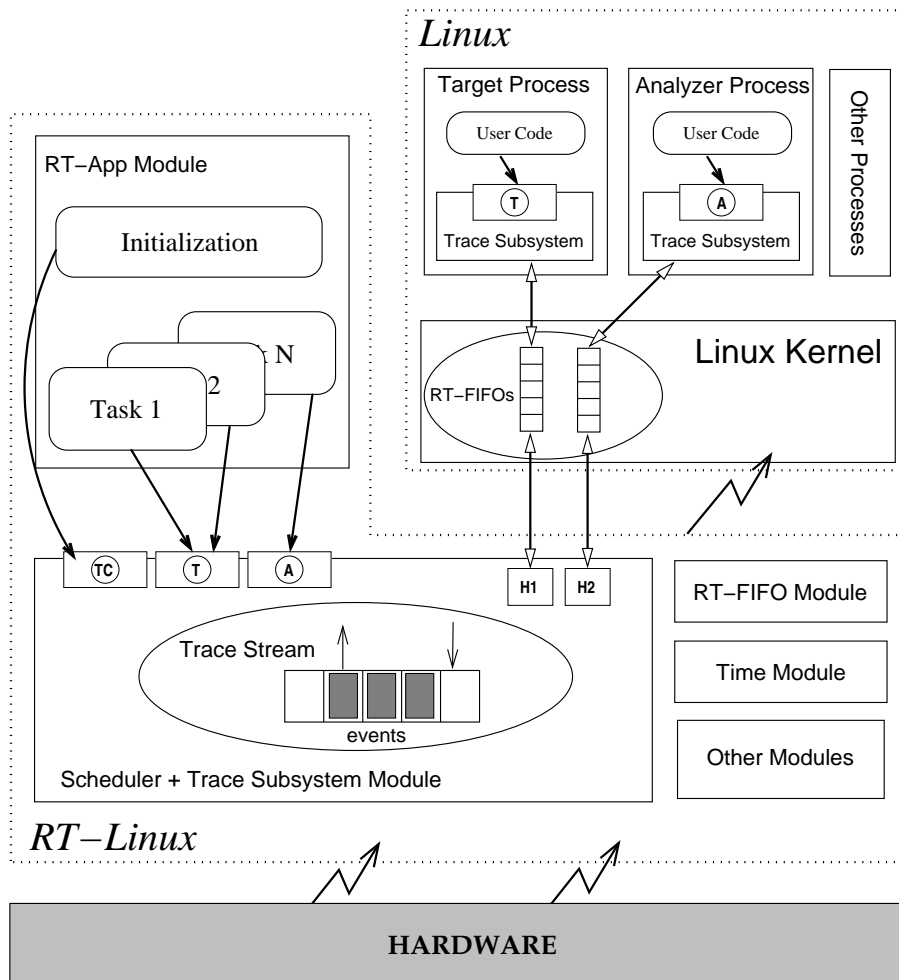 Linux
Target Process
User Code
T
Trace Subsystem
Analyzer Process
User Code
A
Trace Subsystem
Other Processes
RT−App Module
Initialization
k N
2
Task 1
Linux Kernel
RT−FIFOs
TC
T
A
H1
H2
Trace Stream
events
Scheduler + Trace Subsystem Module
RT−FIFO Module
Time Module
Other Modules
RT−Linux
HARDWARE